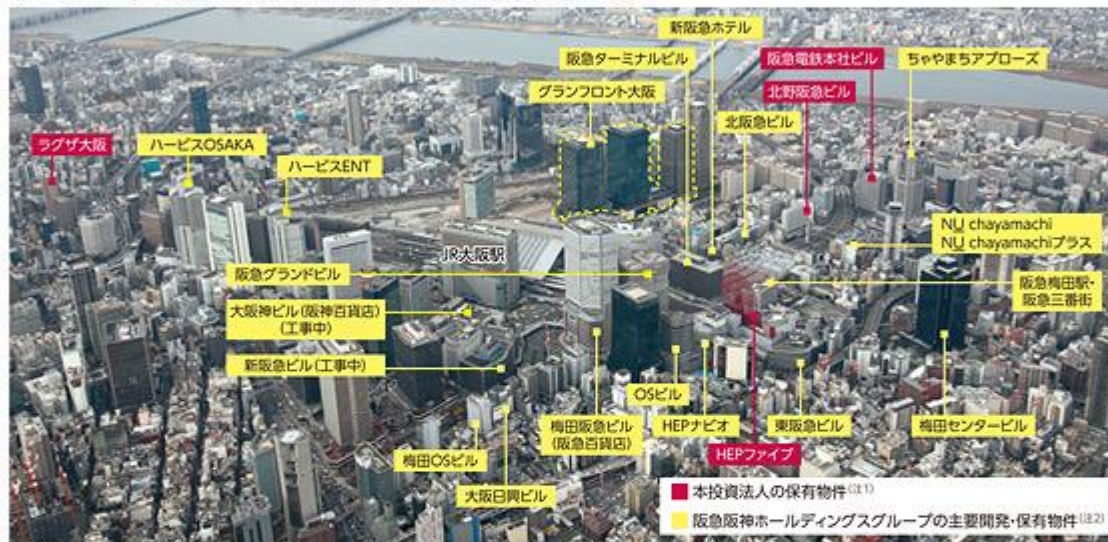 新阪急ホテル
阪急ターミナルビル
阪急電鉄本社ビル
ちゃやまちアプローズ
グランフロント大阪
北野阪急ビル
北阪急ビル
ラグザ大阪
ハービスOSAKA
ハービスENT
NU chayamachi
NU chayamachiプラス
JR大阪駅
阪急グランドビル
阪急梅田駅・
阪急三番街
大阪神ビル(阪神百貨店)
(工事中)
新阪急ビル(工事中)
OSビル
梅田阪急ビル
(阪急百貨店)
HEPナビオ
東阪急ビル
梅田センタービル
梅田OSビル
HEPファイブ
大阪日興ビル
本投資法人の保有物件(注1)
阪急阪神ホールディングスグループの主要開発・保有物件(注2)